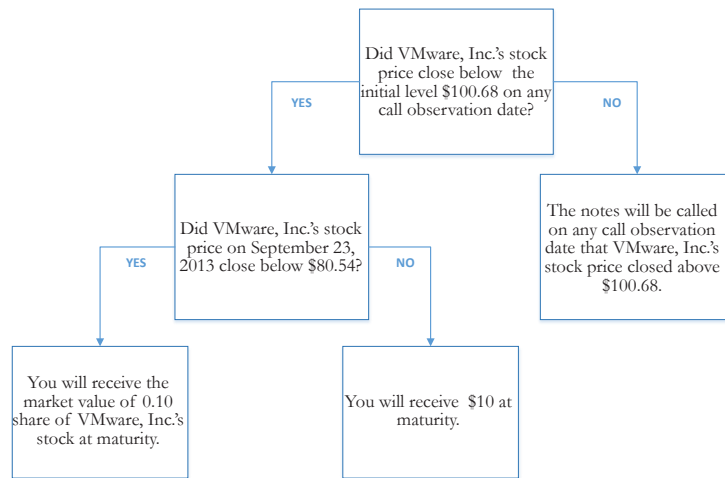 Did VMware, Inc.'s stock
price close below the
initial level $100.68 on any
call observation date?
YES
NO
Did VMware, Inc.'s stock
price on September 23,
2013 close below $80.54?
The notes will be called
on any call observation
date that VMware, Inc.'s
stock price closed above
$100.68.
YES
NO
You will receive the
market value of 0.10
share of VMware, Inc.'s
stock at maturity.
You will receive $10 at
maturity.